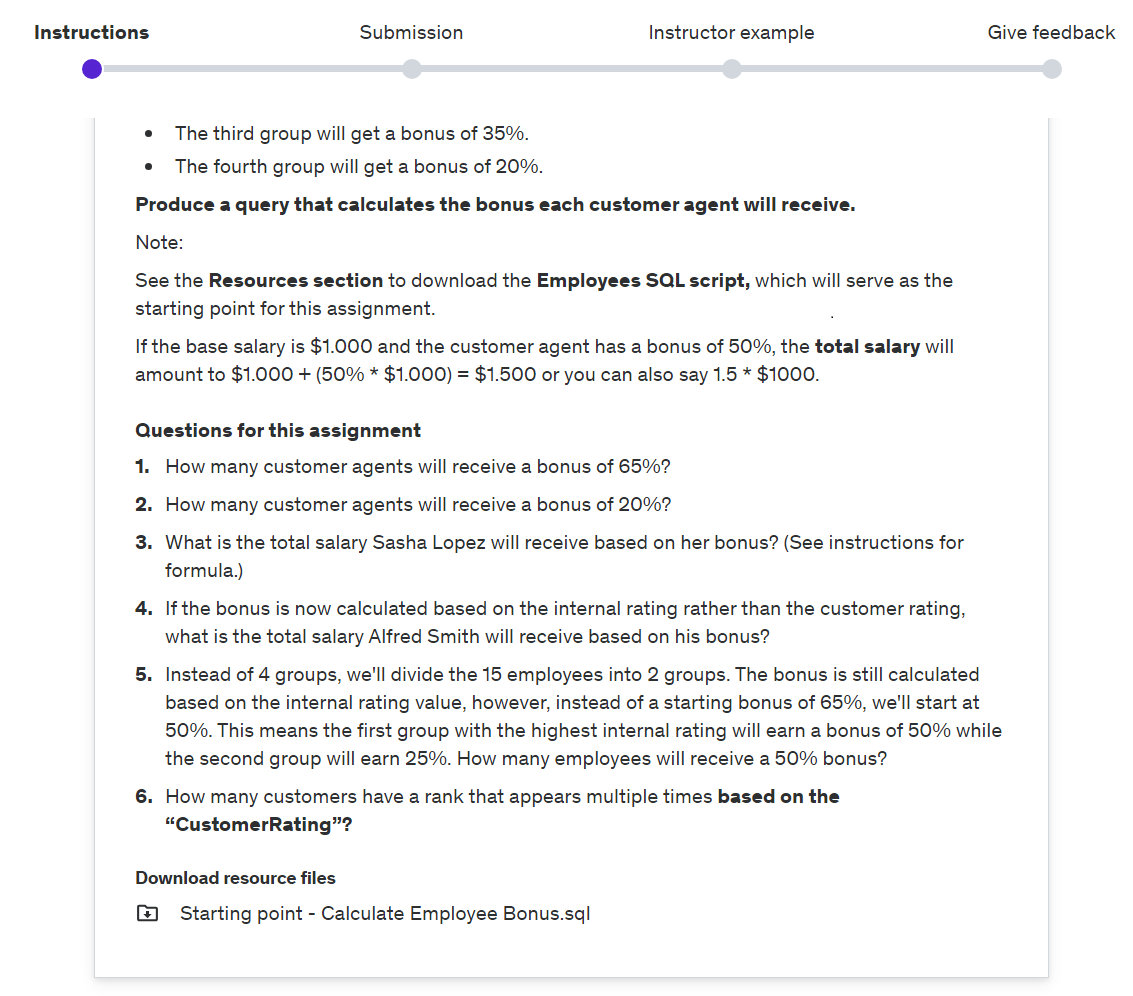 Instructions
Submission
Instructor example
Give feedback
• The third group will get a bonus of 35%.
• The fourth group will get a bonus of 20%.
Produce a query that calculates the bonus each customer agent will receive.
Note:
See the Resources section to download the Employees SQL script, which will serve as the
starting point for this assignment.
If the base salary is $1.000 and the customer agent has a bonus of 50%, the total salary will
amount to $1.000 + (50% * $1.000) = $1.500 or you can also say 1.5 * $1000.
Questions for this assignment
1. How many customer agents will receive a bonus of 65%?
2. How many customer agents will receive a bonus of 20%?
3. What is the total salary Sasha Lopez will receive based on her bonus? (See instructions for
formula.)
4. If the bonus is now calculated based on the internal rating rather than the customer rating,
what is the total salary Alfred Smith will receive based on his bonus?
5. Instead of 4 groups, we'll divide the 15 employees into 2 groups. The bonus is still calculated
based on the internal rating value, however, instead of a starting bonus of 65%, we'll start at
50%. This means the first group with the highest internal rating will earn a bonus of 50% while
the second group will earn 25%. How many employees will receive a 50% bonus?
6. How many customers have a rank that appears multiple times based on the
“CustomerRating”?
Download resource files
Starting point - Calculate Employee Bonus.sql